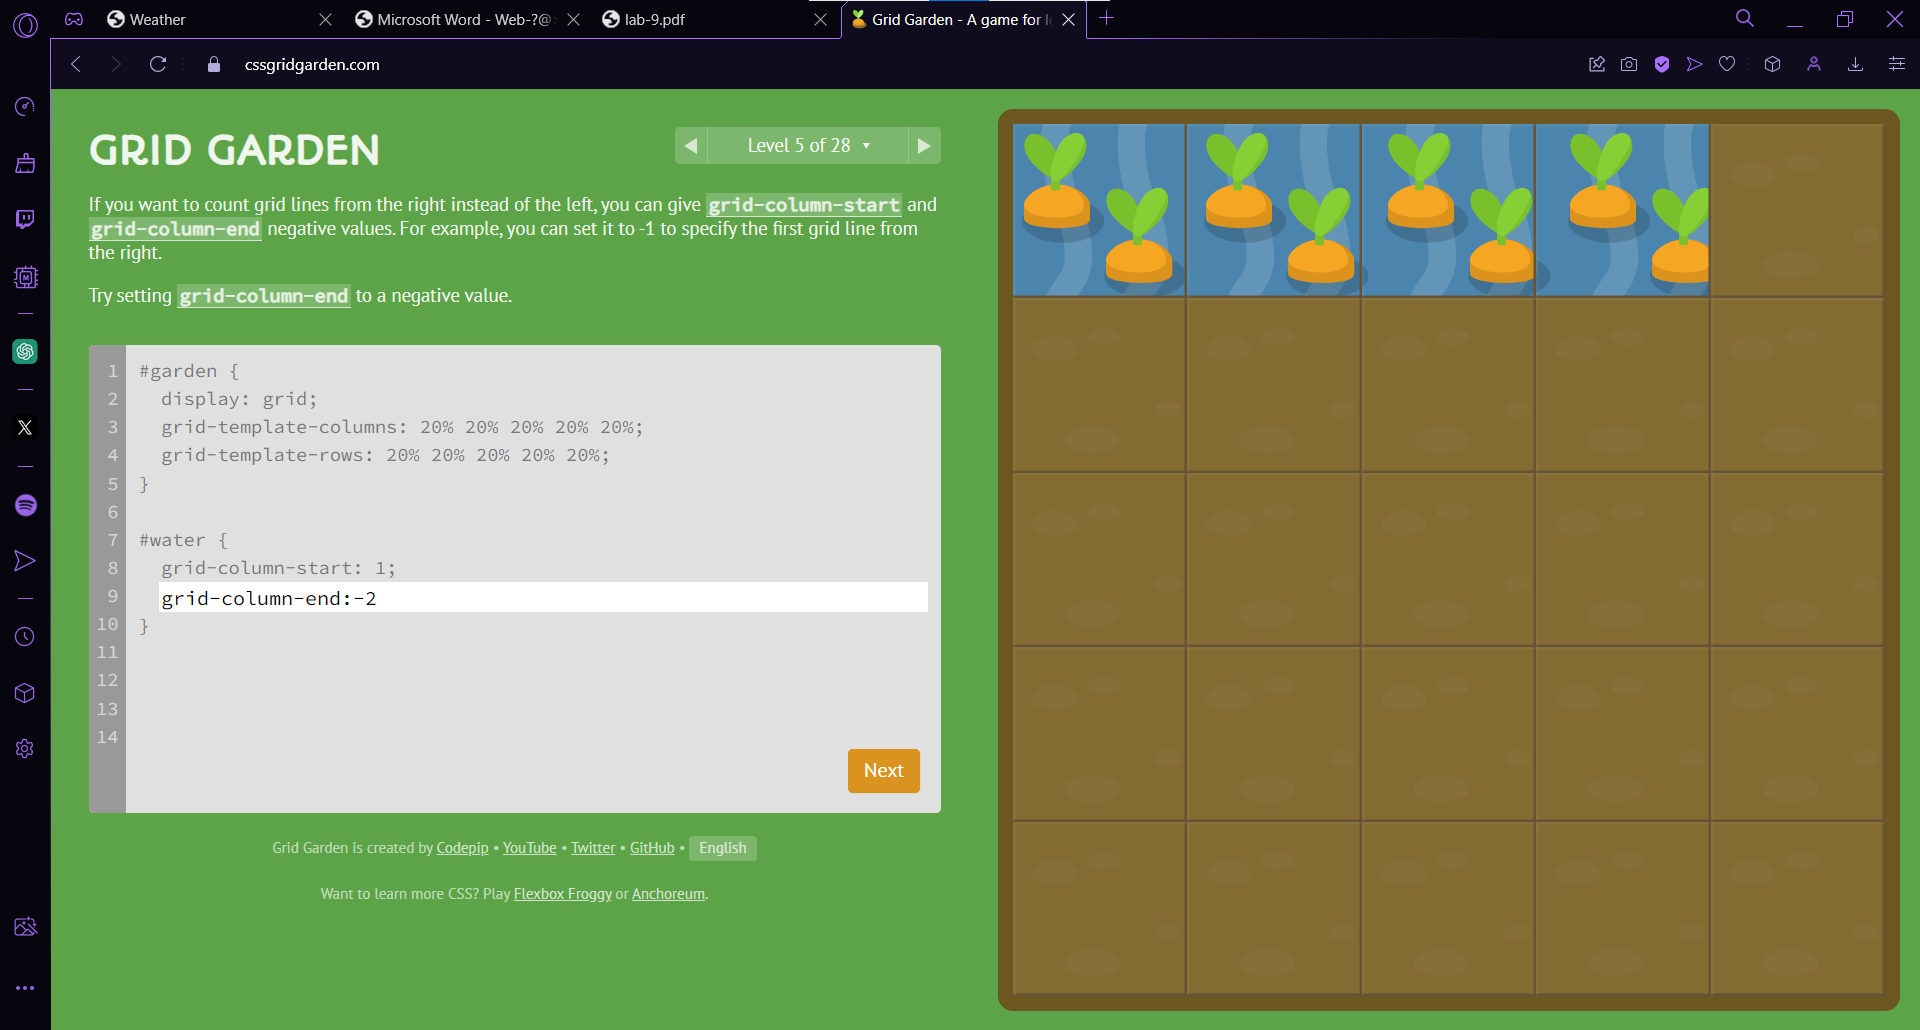 Weather
Microsoft Word - Web-?@
lab-9.pdf
Grid Garden - A game for l
cssgridgarden.com
GRID GARDEN
Level 5 of 28
If you want to count grid lines from the right instead of the left, you can give grid-column-start and
grid-column-end negative values. For example, you can set it to -1 to specify the first grid line from
the right.
Try setting grid-column-end to a negative value.
1 #garden {
2 display: grid;
3 grid-template-columns: 20% 20% 20% 20% 20%;
4 grid-template-rows: 20% 20% 20% 20% 20%;
5 }
6
7 #water {
8 grid-column-start: 1;
9 grid-column-end:-2
10 }
11
12
13
14
Next
Grid Garden is created by Codepip • YouTube • Twitter • GitHub • English
Want to learn more CSS? Play Flexbox Froggy or Anchoreum.